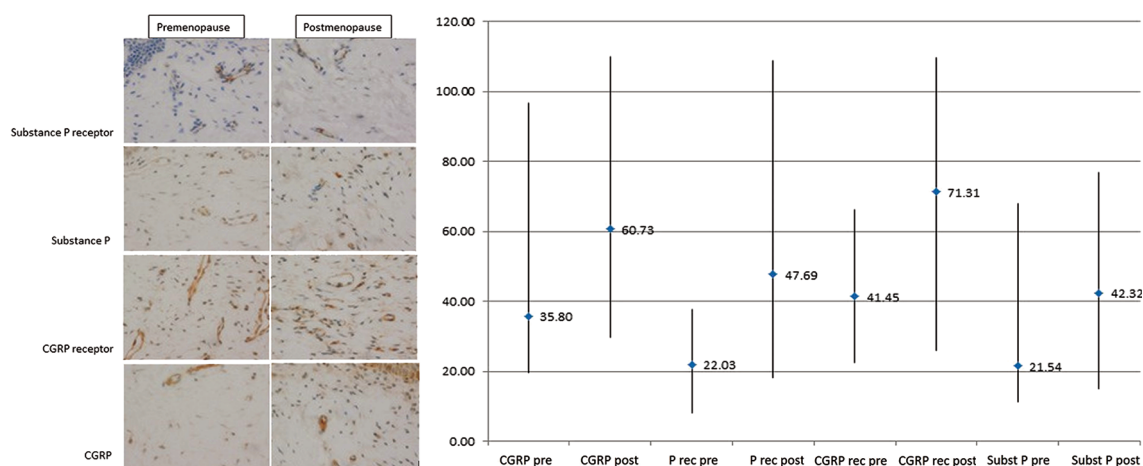 Premenopause
Postmenopause
Substance P receptor
Substance P
CGRP receptor
CGRP
120.00
100.00
80.00
60.00
40.00
20.00
0.00
35.80
60.73
22.03
47.69
41.45
71.31
21.54
42.32
CGRP pre
CGRP post
P rec pre
P rec post
CGRP rec pre
CGRP rec post
Subst P pre
Subst P post